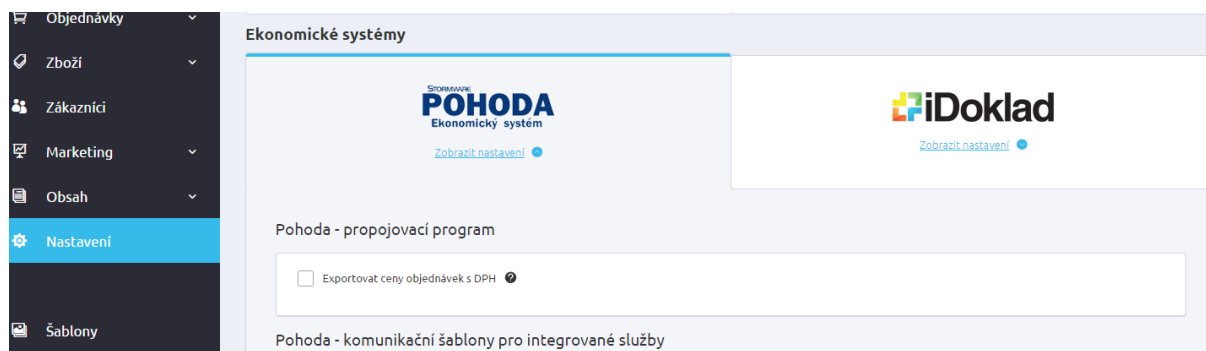 Objednávky
Zboží
Zákazníci
Marketing
Obsah
Nastavení
Šablony
Ekonomické systémy
STORMWARE
POHODA
Ekonomický systém
Zobrazit nastavení
iDoklad
Zobrazit nastavení
Pohoda - propojovací program
Exportovat ceny objednávek s DPH
Pohoda - komunikační šablony pro integrované služby